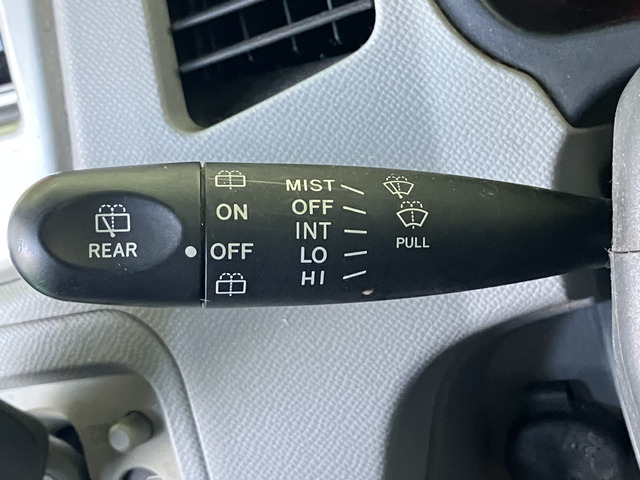 REAR
ON
OFF
MIST
OFF
INT
LO
HI
PULL